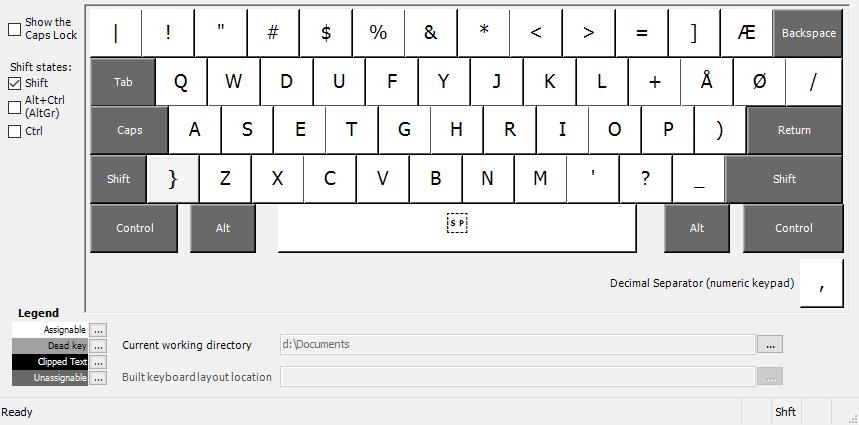 Show the
Caps Lock
Shift states:
Shift
Alt+Ctrl
(AltGr)
Ctrl
| ! " # $ % & * < > = ] Æ Backspace
Tab Q W D U F Y J K L + Å Ø /
Caps A S E T G H R I O P ) Return
Shift } Z X C V B N M ' ? _ Shift
Control Alt SP Alt Control
Decimal Separator (numeric keypad) ,
Legend
Assignable ...
Dead key ...
Clipped Text ...
Unassignable ...
Current working directory d:\Documents ...
Built keyboard layout location ...
Ready Shft